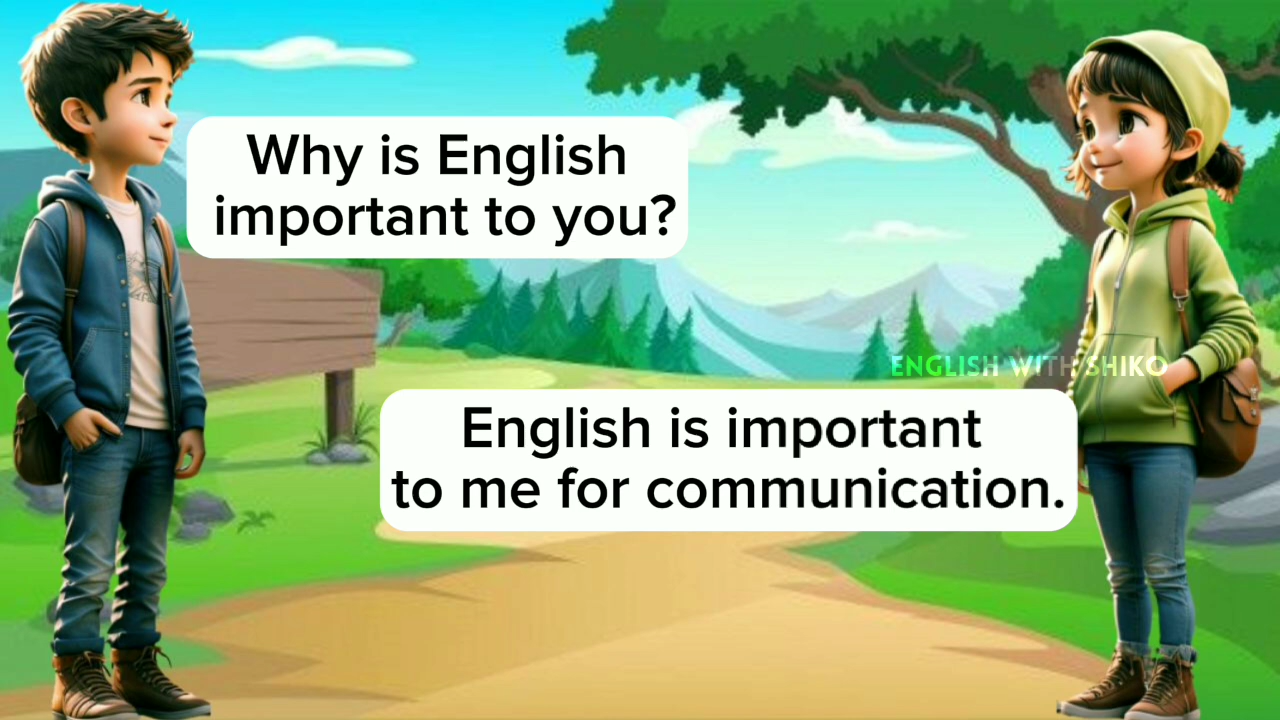 Why is English
important to you?
ENGLISH WITH SHIKO
English is important
to me for communication.